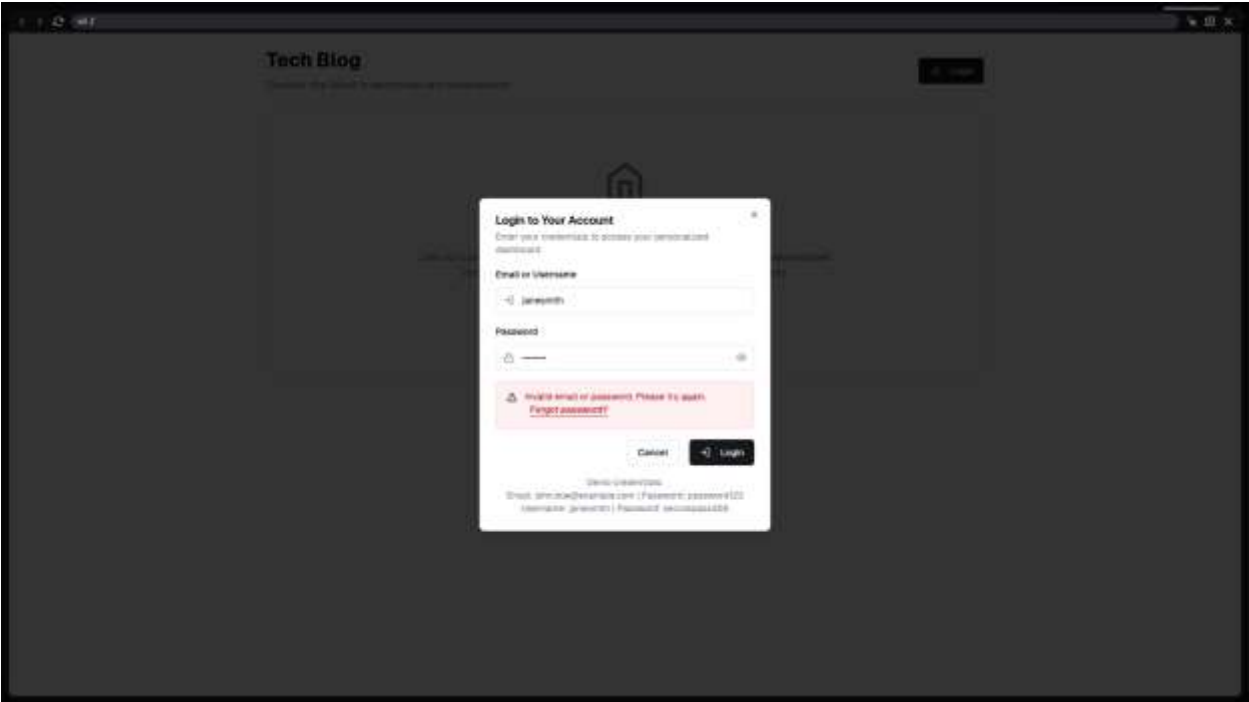 Tech Blog
Login
Login to Your Account
Enter your credentials to access your personalized
dashboard
Email or Username
janesmith
Password
Invalid email or password. Please try again.
Forgot password?
Cancel
Login
Demo credentials:
Email: john.doe@example.com | Password: password123
Username: janesmith | Password: securepass456